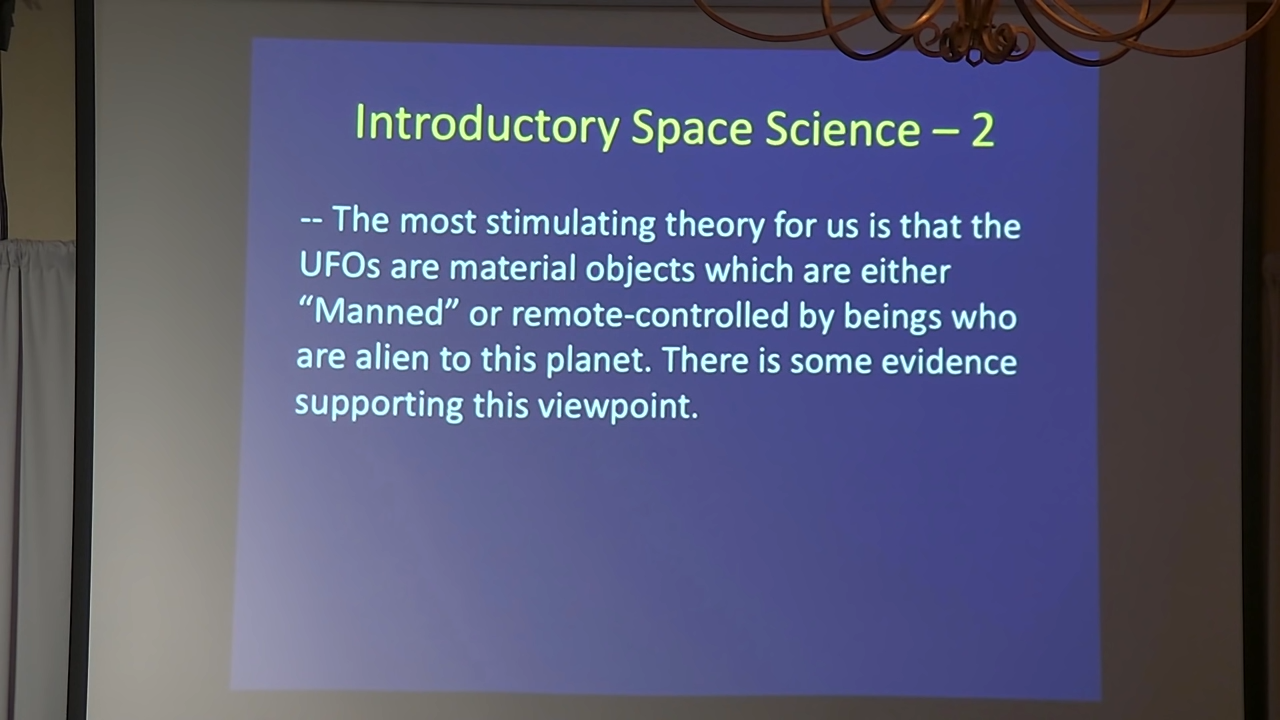 Introductory Space Science – 2
-- The most stimulating theory for us is that the
UFOs are material objects which are either
“Manned” or remote-controlled by beings who
are alien to this planet. There is some evidence
supporting this viewpoint.